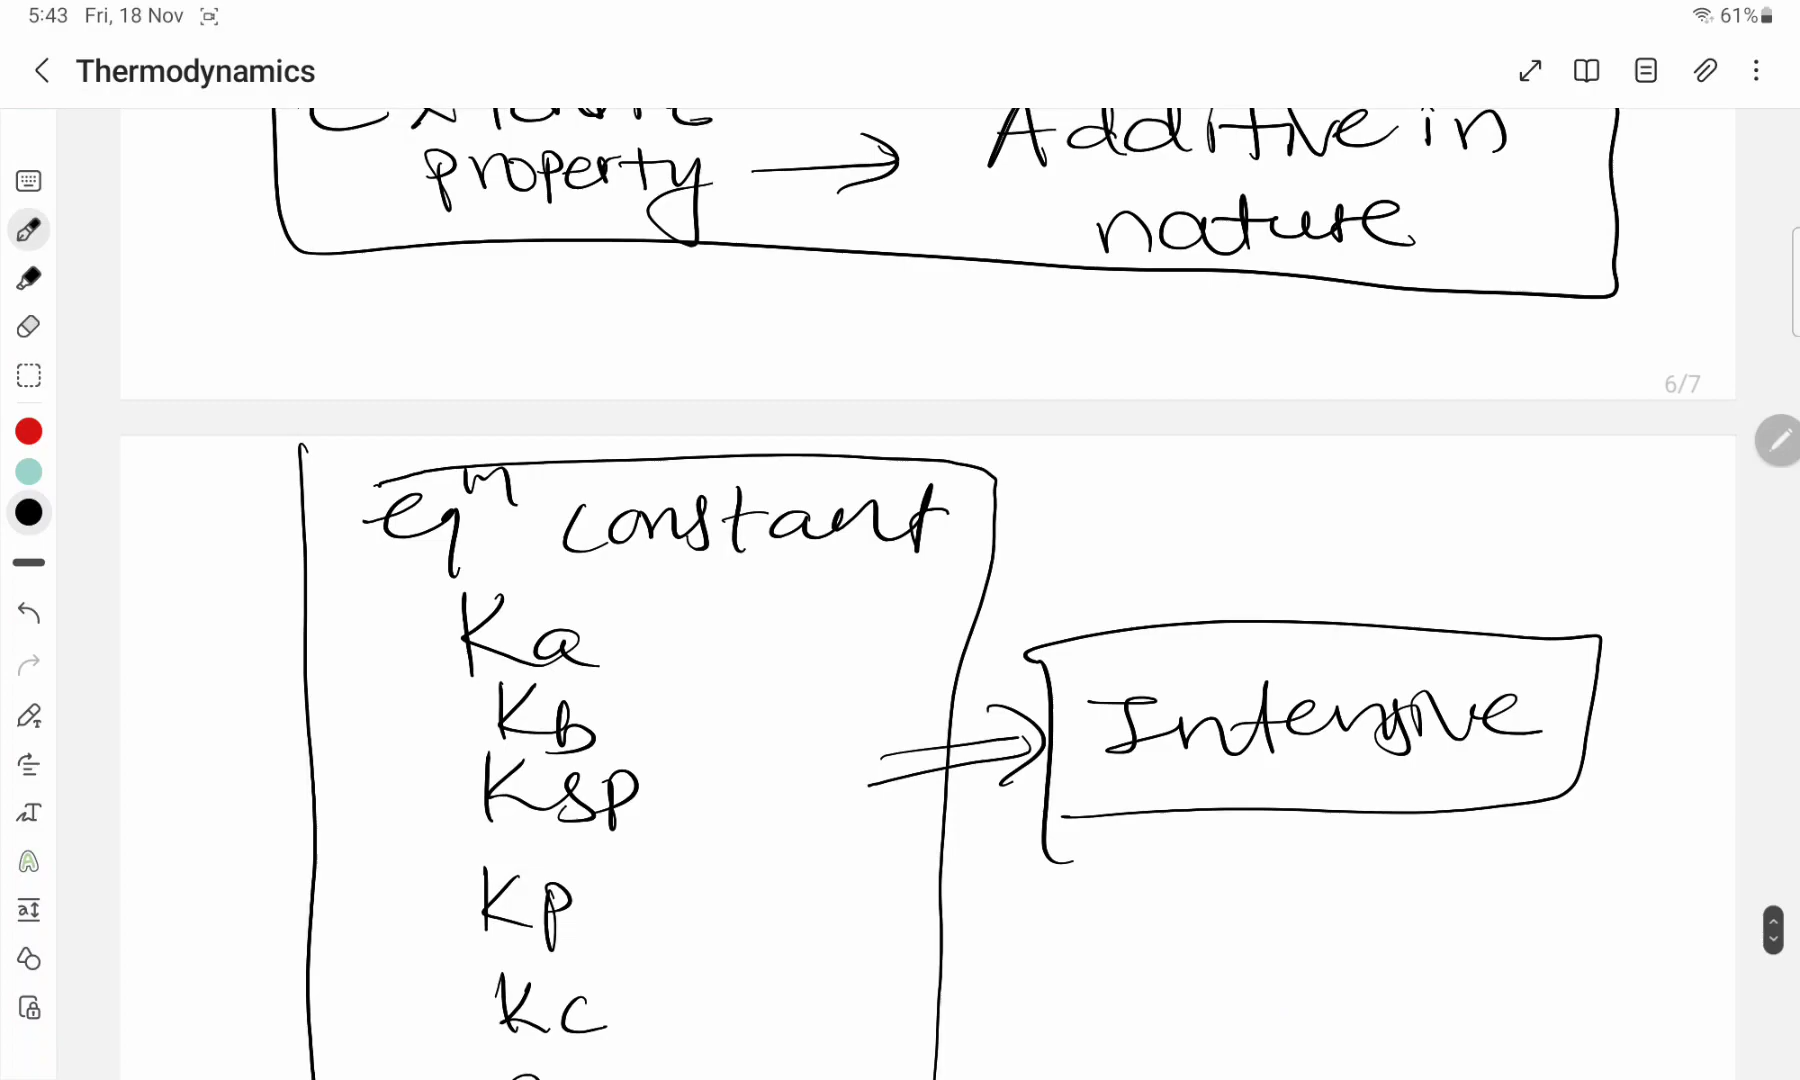 5:43 Fri, 18 Nov 61%
Thermodynamics
property → Additive in
nature
6/7
eqm constant
Ka
Kb
Ksp
⇒ Intensive
Kp
Kc